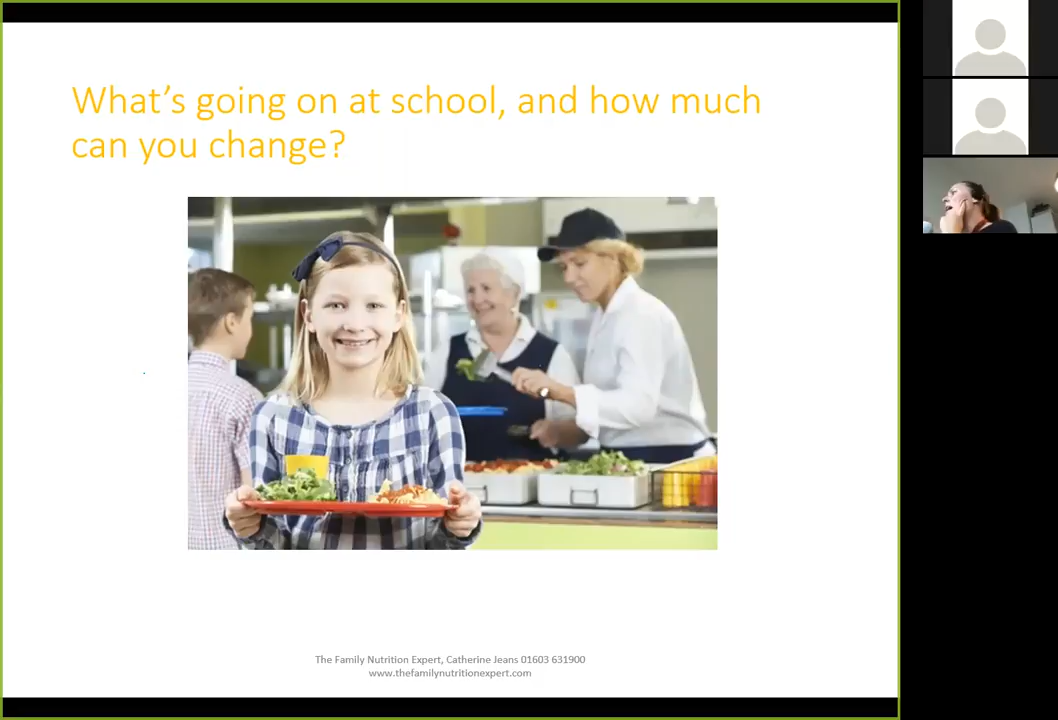 What’s going on at school, and how much
can you change?
The Family Nutrition Expert, Catherine Jeans 01603 631900
www.thefamilynutritionexpert.com